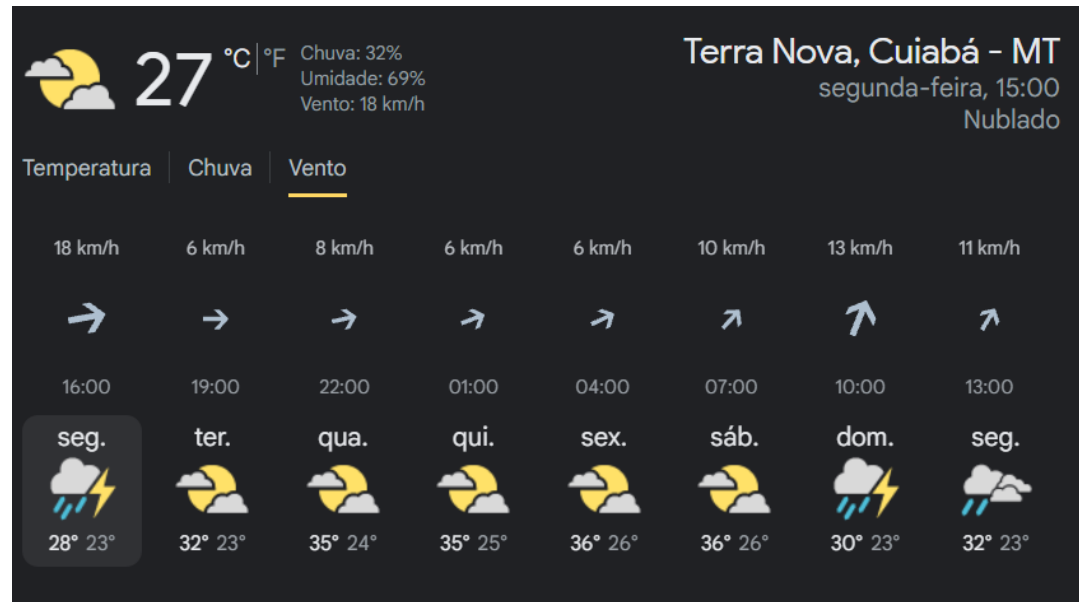 27 °C | °F
Chuva: 32%
Umidade: 69%
Vento: 18 km/h
Terra Nova, Cuiabá - MT
segunda-feira, 15:00
Nublado
Temperatura Chuva Vento
18 km/h 6 km/h 8 km/h 6 km/h 6 km/h 10 km/h 13 km/h 11 km/h
16:00 19:00 22:00 01:00 04:00 07:00 10:00 13:00
seg. ter. qua. qui. sex. sáb. dom. seg.
28° 23° 32° 23° 35° 24° 35° 25° 36° 26° 36° 26° 30° 23° 32° 23°